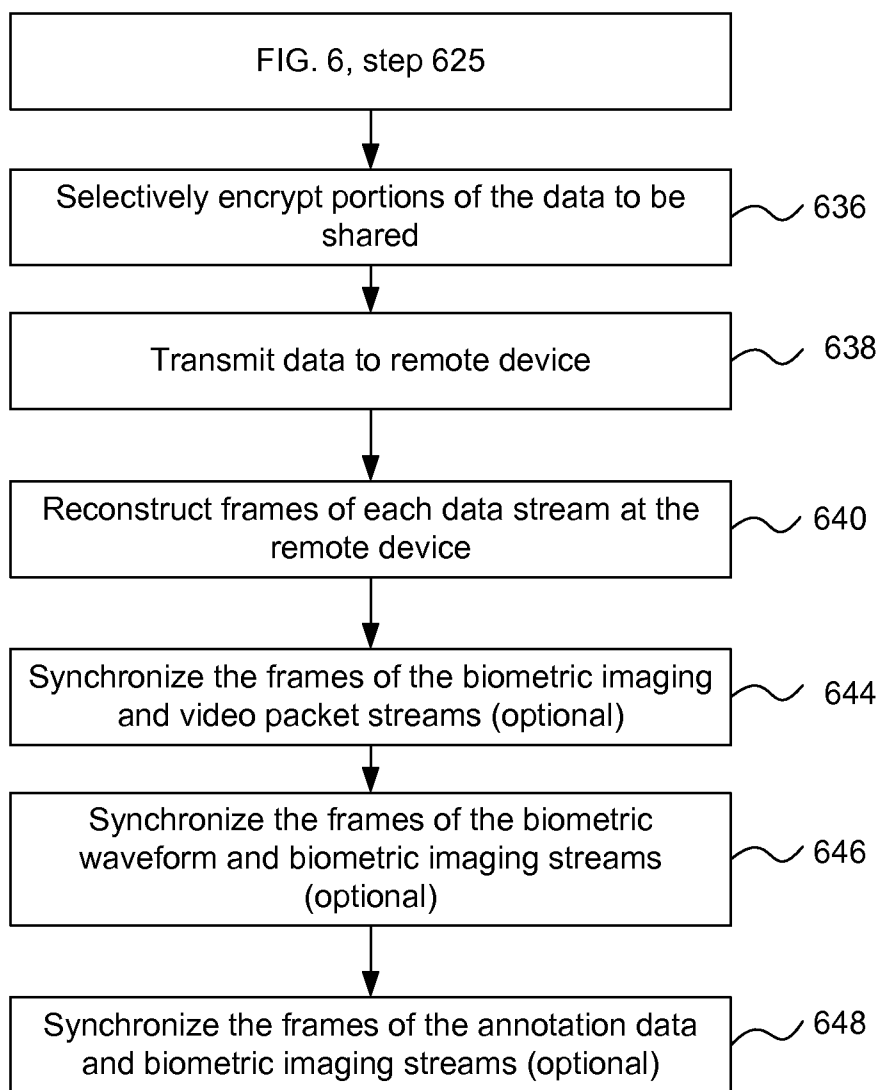 FIG. 6, step 625
Selectively encrypt portions of the data to be
shared
636
Transmit data to remote device
638
Reconstruct frames of each data stream at the
remote device
640
Synchronize the frames of the biometric imaging
and video packet streams (optional)
644
Synchronize the frames of the biometric
waveform and biometric imaging streams
(optional)
646
Synchronize the frames of the annotation data
and biometric imaging streams (optional)
648